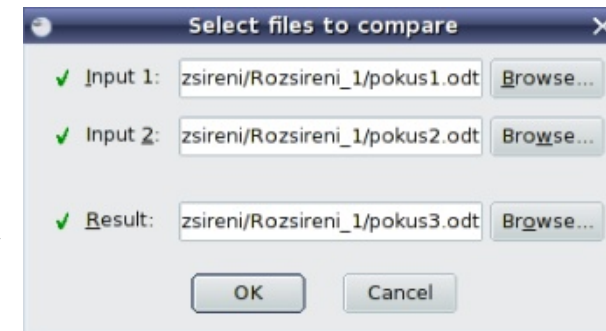 Select files to compare
Input 1: zsireni/Rozsireni_1/pokus1.odt Browse...
Input 2: zsireni/Rozsireni_1/pokus2.odt Browse...
Result: zsireni/Rozsireni_1/pokus3.odt Browse...
OK Cancel